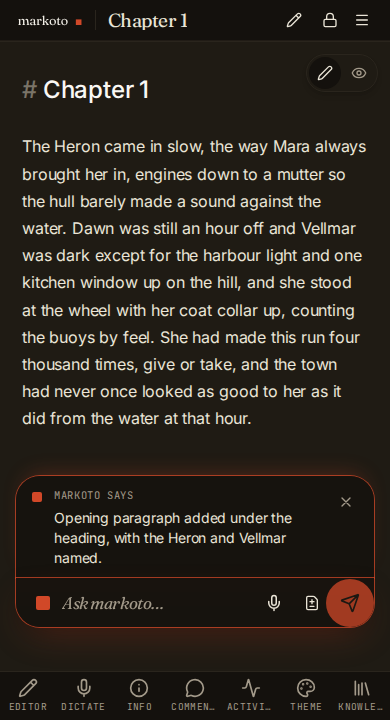 markoto
Chapter 1
# Chapter 1
The Heron came in slow, the way Mara always
brought her in, engines down to a mutter so
the hull barely made a sound against the
water. Dawn was still an hour off and Vellmar
was dark except for the harbour light and one
kitchen window up on the hill, and she stood
at the wheel with her coat collar up, counting
the buoys by feel. She had made this run four
thousand times, give or take, and the town
had never once looked as good to her as it
did from the water at that hour.
MARKOTO SAYS
Opening paragraph added under the
heading, with the Heron and Vellmar
named.
Ask markoto...
EDITOR DICTATE INFO COMMEN… ACTIVI… THEME KNOWLE…